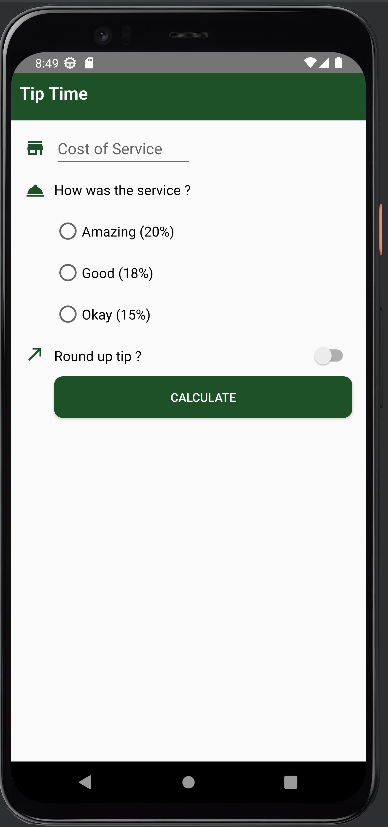 8:49
Tip Time
Cost of Service
How was the service ?
Amazing (20%)
Good (18%)
Okay (15%)
Round up tip ?
CALCULATE